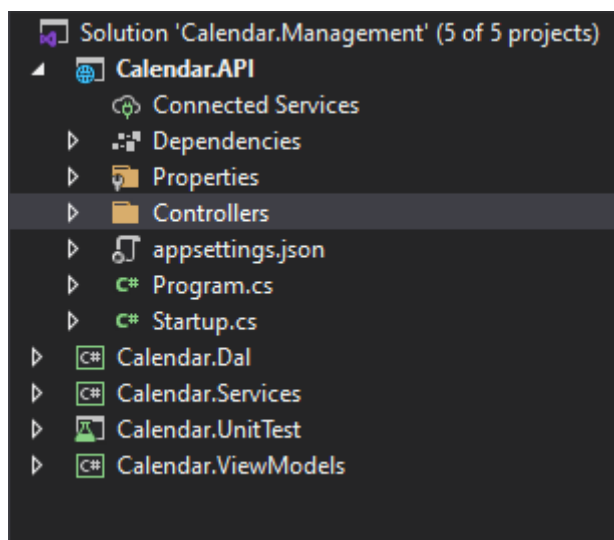 Solution 'Calendar.Management' (5 of 5 projects)
Calendar.API
Connected Services
Dependencies
Properties
Controllers
appsettings.json
C# Program.cs
C# Startup.cs
C# Calendar.Dal
C# Calendar.Services
Calendar.UnitTest
C# Calendar.ViewModels